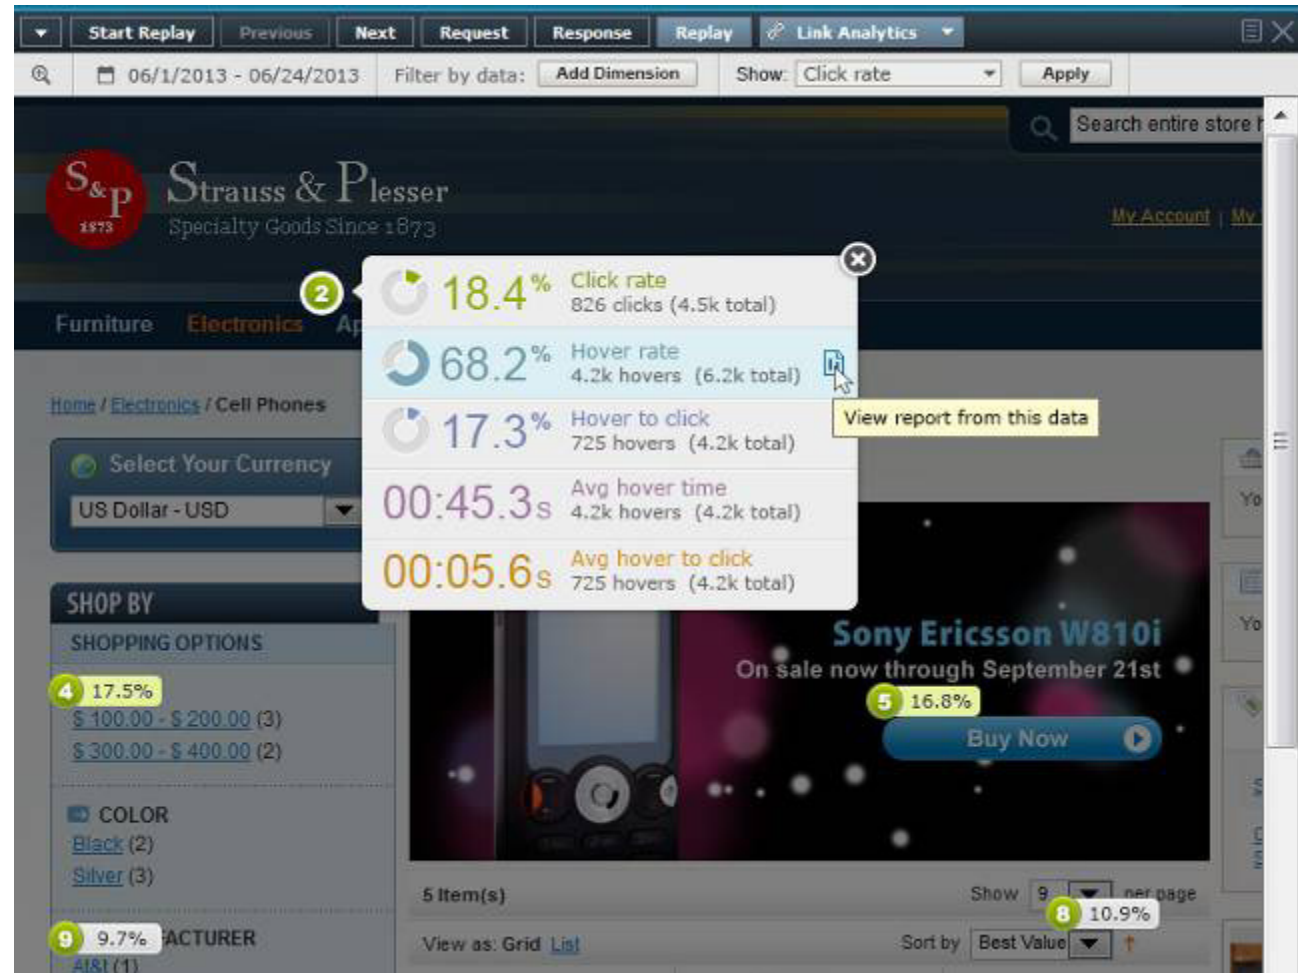 Start Replay Previous Next Request Response Replay Link Analytics
06/1/2013 - 06/24/2013 Filter by data: Add Dimension Show: Click rate Apply
Search entire store
S&P
1873
Strauss & Plesser
Specialty Goods Since 1873
My Account | My
2
18.4% Click rate
826 clicks (4.5k total)
Furniture Electronics Ap
68.2% Hover rate
4.2k hovers (6.2k total)
View report from this data
Home / Electronics / Cell Phones
17.3% Hover to click
725 hovers (4.2k total)
Select Your Currency
US Dollar - USD
00:45.3s Avg hover time
4.2k hovers (4.2k total)
Yo
00:05.6s Avg hover to click
725 hovers (4.2k total)
SHOP BY
SHOPPING OPTIONS
Yo
4 17.5%
$ 100.00 - $ 200.00 (3)
$ 300.00 - $ 400.00 (2)
Sony Ericsson W810i
On sale now through September 21st
5 16.8%
Buy Now
COLOR
Black (2)
Silver (3)
5 Item(s) Show 9 per page
8 10.9%
9 9.7% ACTURER
View as: Grid List Sort by Best Value
AT&T (1)